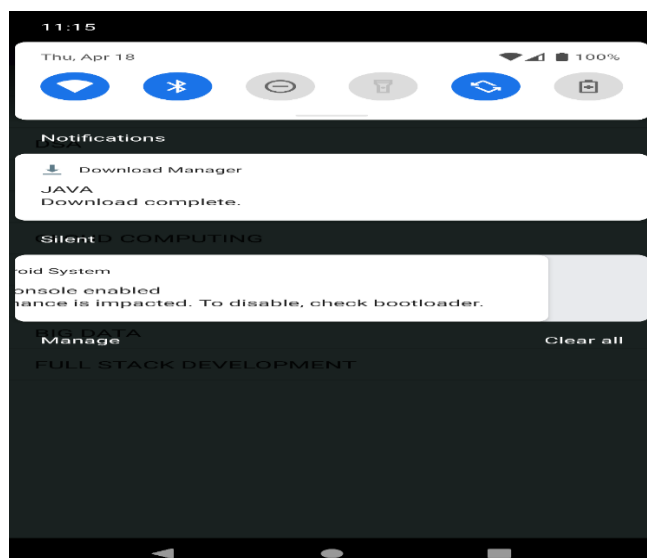 11:15
Thu, Apr 18
100%
Notifications
DSA
Download Manager
JAVA
Download complete.
Silent
D COMPUTING
roid System
onsole enabled
nance is impacted. To disable, check bootloader.
BIG DATA
Manage
Clear all
FULL STACK DEVELOPMENT